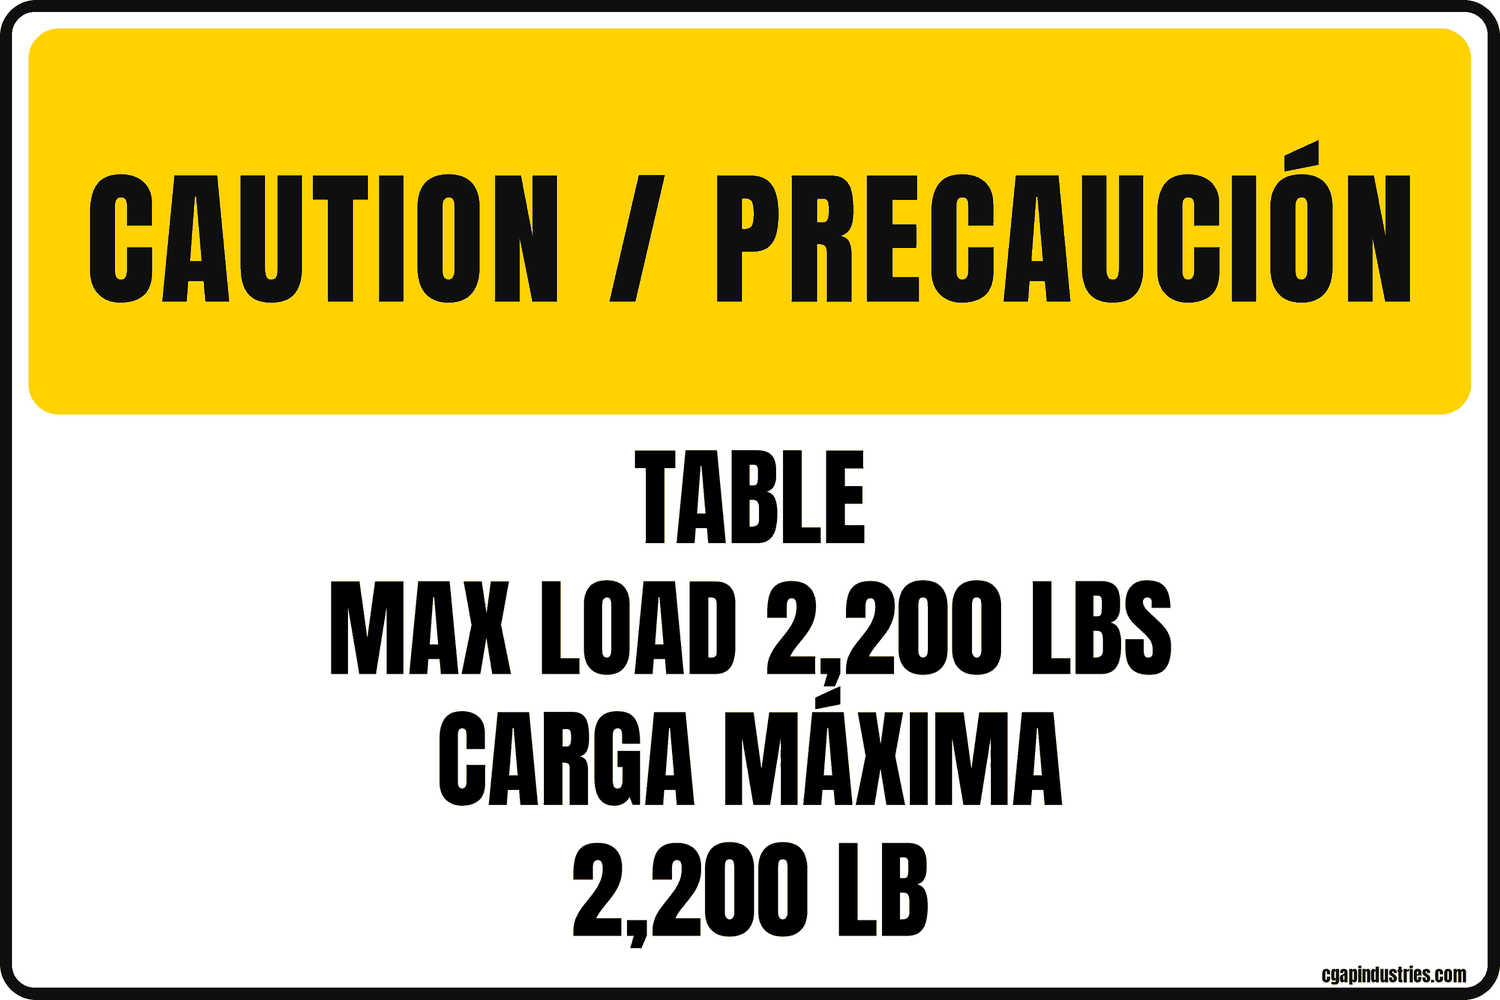 CAUTION / PRECAUCIÓN
TABLE
MAX LOAD 2,200 LBS
CARGA MÁXIMA
2,200 LB
cgapindustries.com